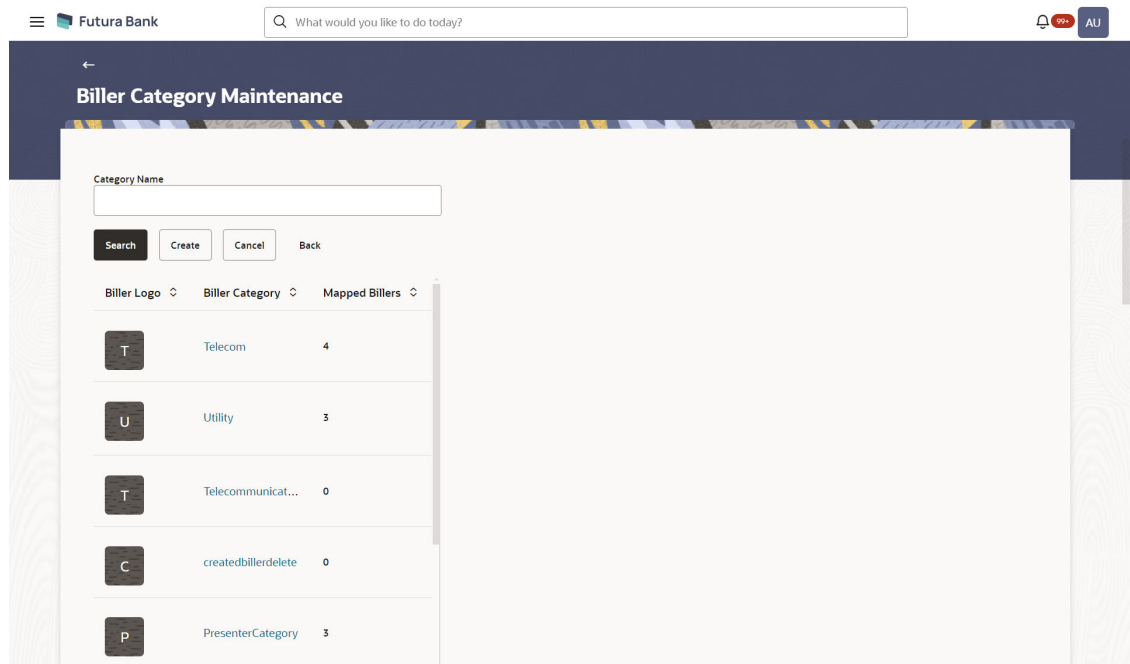 Futura Bank
What would you like to do today?
99+
AU
Biller Category Maintenance
Category Name
Search Create Cancel Back
Biller Logo Biller Category Mapped Billers
T Telecom 4
U Utility 3
T Telecommunicat... 0
C createdbillerdelete 0
P PresenterCategory 3